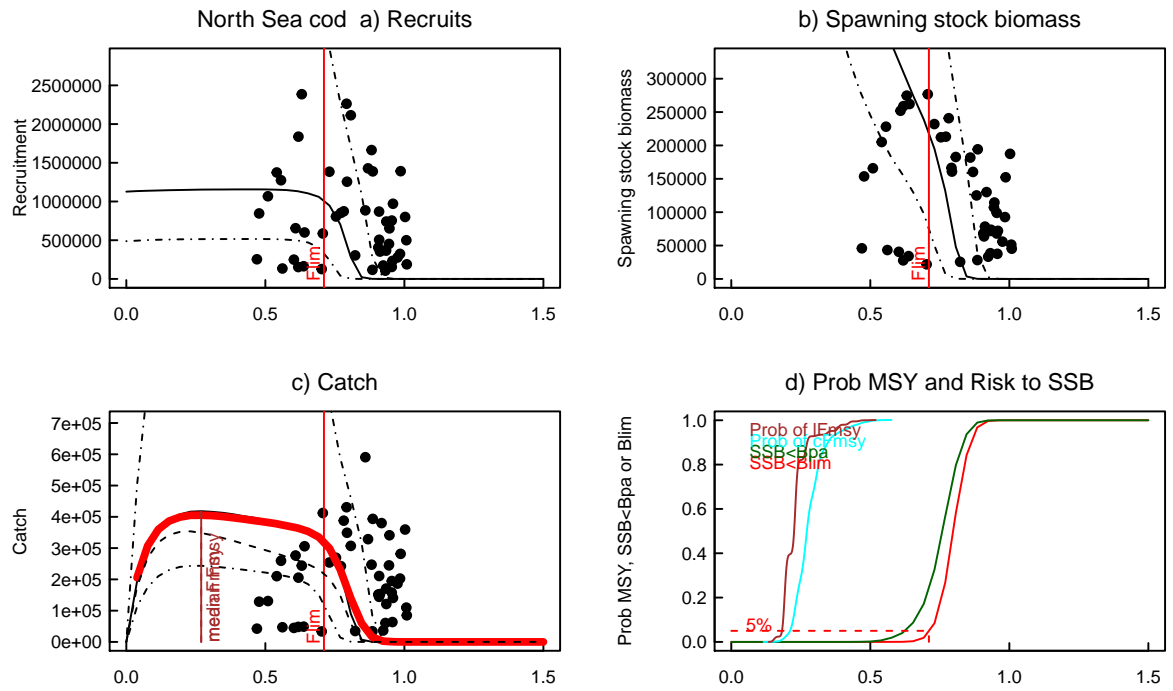 North Sea cod a) Recruits
Recruitment
2500000
2000000
1500000
1000000
500000
0
Flim
0.0 0.5 1.0 1.5
b) Spawning stock biomass
Spawning stock biomass
300000
250000
200000
150000
100000
50000
0
Flim
0.0 0.5 1.0 1.5
c) Catch
Catch
7e+05
6e+05
5e+05
4e+05
3e+05
2e+05
1e+05
0e+00
median
Flim
0.0 0.5 1.0 1.5
d) Prob MSY and Risk to SSB
Prob MSY, SSB<Bpa or Blim
1.0
0.8
0.6
0.4
0.2
0.0
Prob of lFmsy
Prob of cFmsy
SSB<Bpa
SSB<Blim
5%
0.0 0.5 1.0 1.5